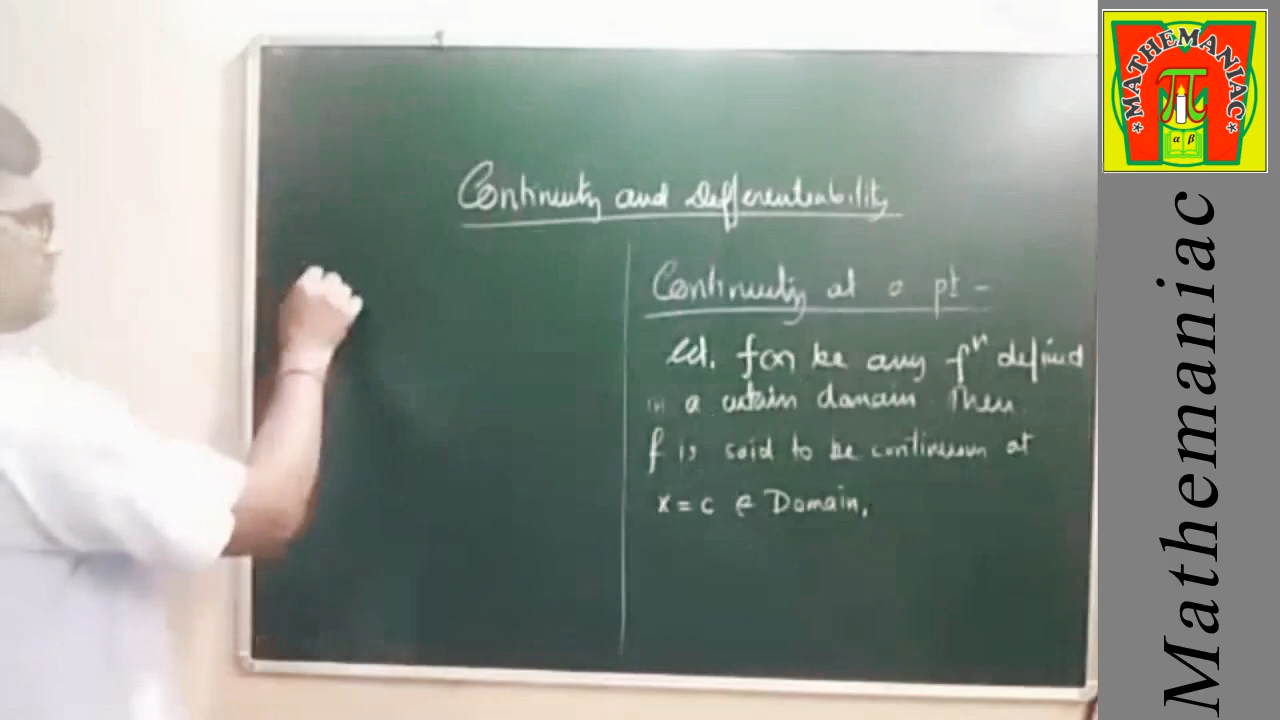 Continuity and Differentiability
Continuity at a pt -
let. f(x) be any fⁿ defined
in a certain domain. Then
f is said to be continuous at
x = c ∈ Domain,
* MATHEMANIAC *
π
α β
Mathemaniac